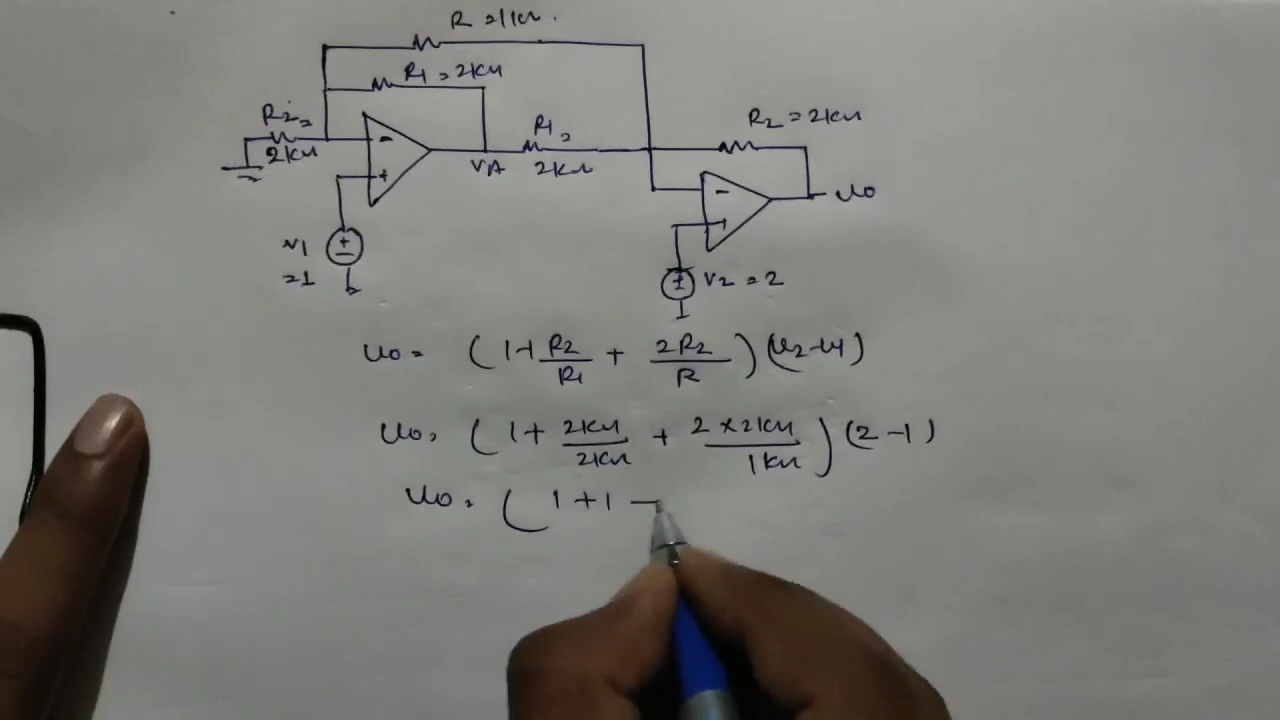 R = 1kΩ.
R1 = 2kΩ
R2 =
2kΩ
R1 =
2kΩ
R2 = 2kΩ
-
+
VA
-
+
vo
v1
=1
+
-
V2 = 2
vo = (1+ R2/R1 + 2R2/R) (v2-v1)
vo = (1+ 2kΩ/2kΩ + 2×2kΩ/1kΩ) (2-1)
vo = (1+1 -